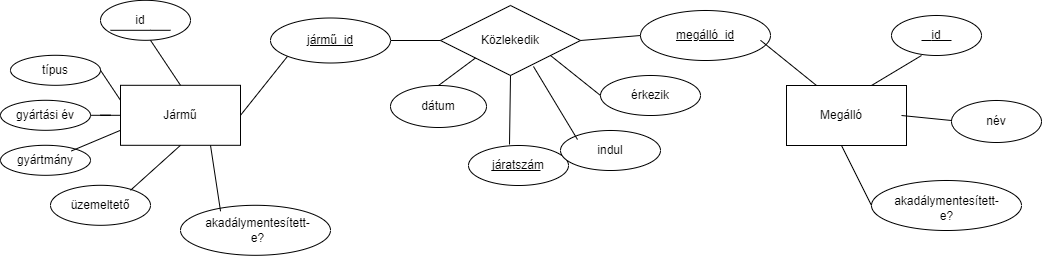 id
jármű_id
Közlekedik
megálló_id
id
típus
gyártási év
gyártmány
Jármű
dátum
érkezik
járatszám
indul
Megálló
név
üzemeltető
akadálymentesített-
e?
akadálymentesített-
e?